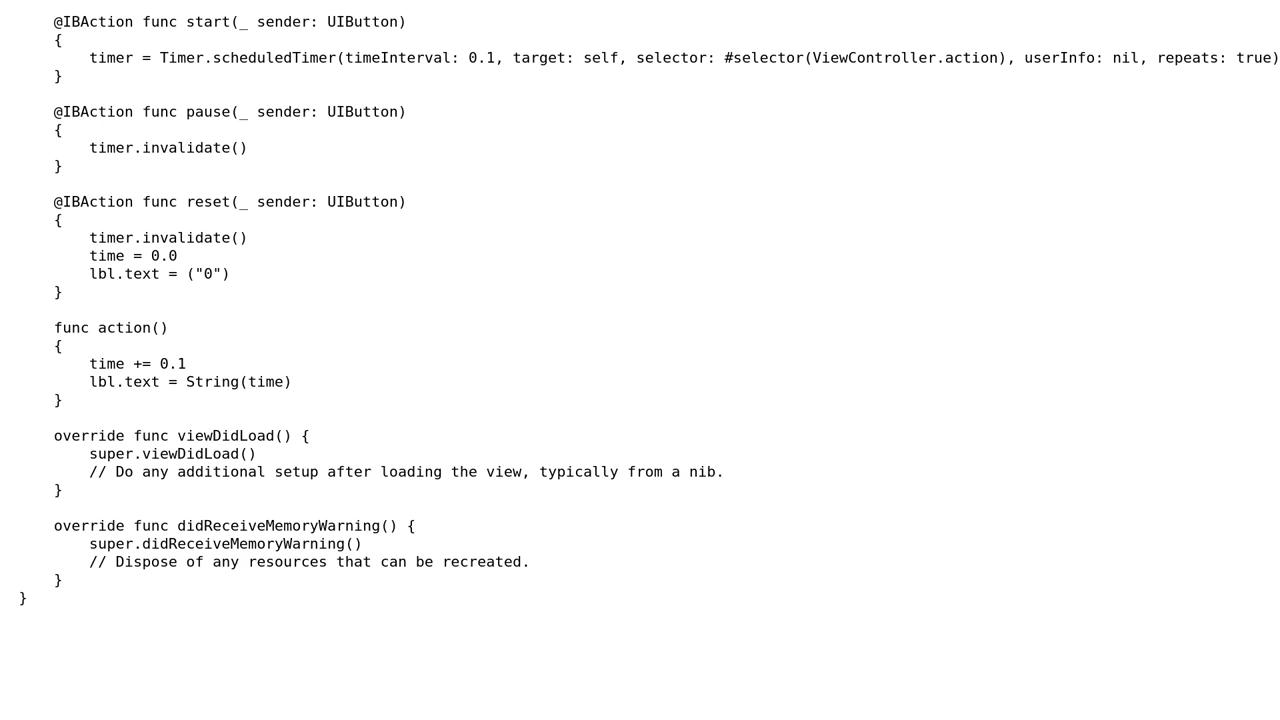 @IBAction func start(_ sender: UIButton)
    {
        timer = Timer.scheduledTimer(timeInterval: 0.1, target: self, selector: #selector(ViewController.action), userInfo: nil, repeats: true)
    }

    @IBAction func pause(_ sender: UIButton)
    {
        timer.invalidate()
    }

    @IBAction func reset(_ sender: UIButton)
    {
        timer.invalidate()
        time = 0.0
        lbl.text = ("0")
    }

    func action()
    {
        time += 0.1
        lbl.text = String(time)
    }

    override func viewDidLoad() {
        super.viewDidLoad()
        // Do any additional setup after loading the view, typically from a nib.
    }

    override func didReceiveMemoryWarning() {
        super.didReceiveMemoryWarning()
        // Dispose of any resources that can be recreated.
    }
}